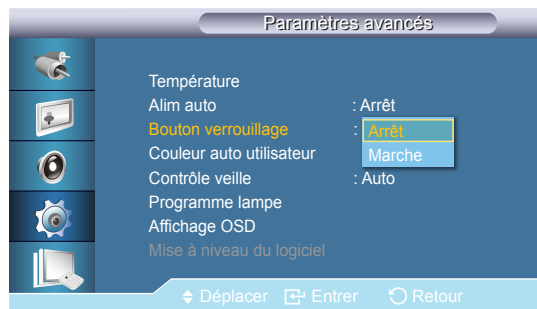 Paramètres avancés
Température
Alim auto : Arrêt
Bouton verrouillage : Arrêt
Marche
Couleur auto utilisateur
Contrôle veille : Auto
Programme lampe
Affichage OSD
Mise à niveau du logiciel
Déplacer Entrer Retour